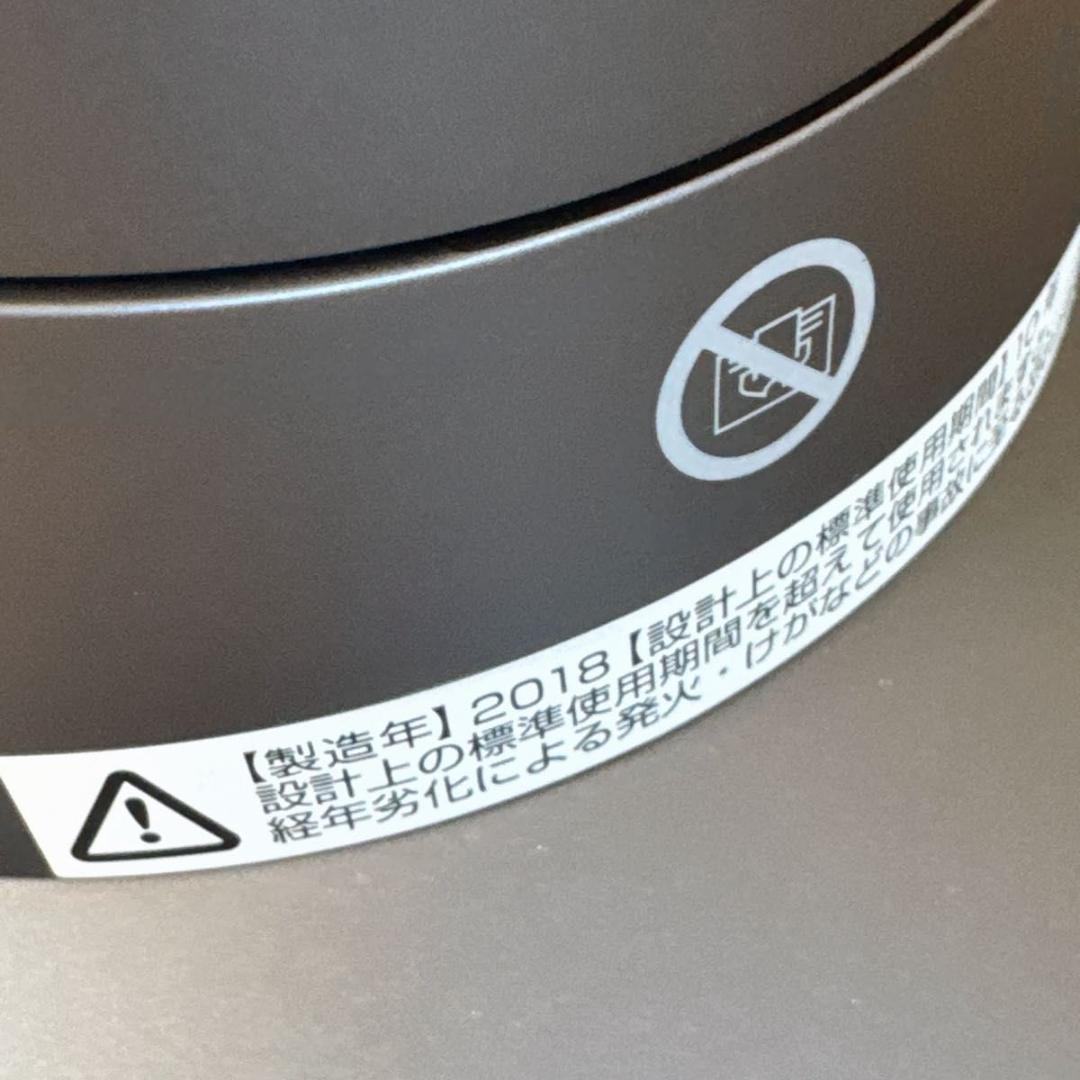 【製造年】2018【設計上の標準使用期間】10
設計上の標準使用期間を超えて使用されま
経年劣化による発火・けがなどの事故に